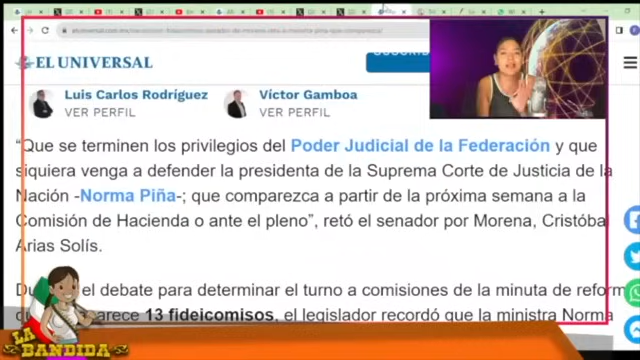 EL UNIVERSAL
Luis Carlos Rodríguez
VER PERFIL
Víctor Gamboa
VER PERFIL
“Que se terminen los privilegios del Poder Judicial de la Federación y que
siquiera venga a defender la presidenta de la Suprema Corte de Justicia de la
Nación -Norma Piña-; que comparezca a partir de la próxima semana a la
Comisión de Hacienda o ante el pleno”, retó el senador por Morena, Cristóba
Arias Solís.
el debate para determinar el turno a comisiones de la minuta de reform
arece 13 fideicomisos, el legislador recordó que la ministra Norma
LA
BANDIDA